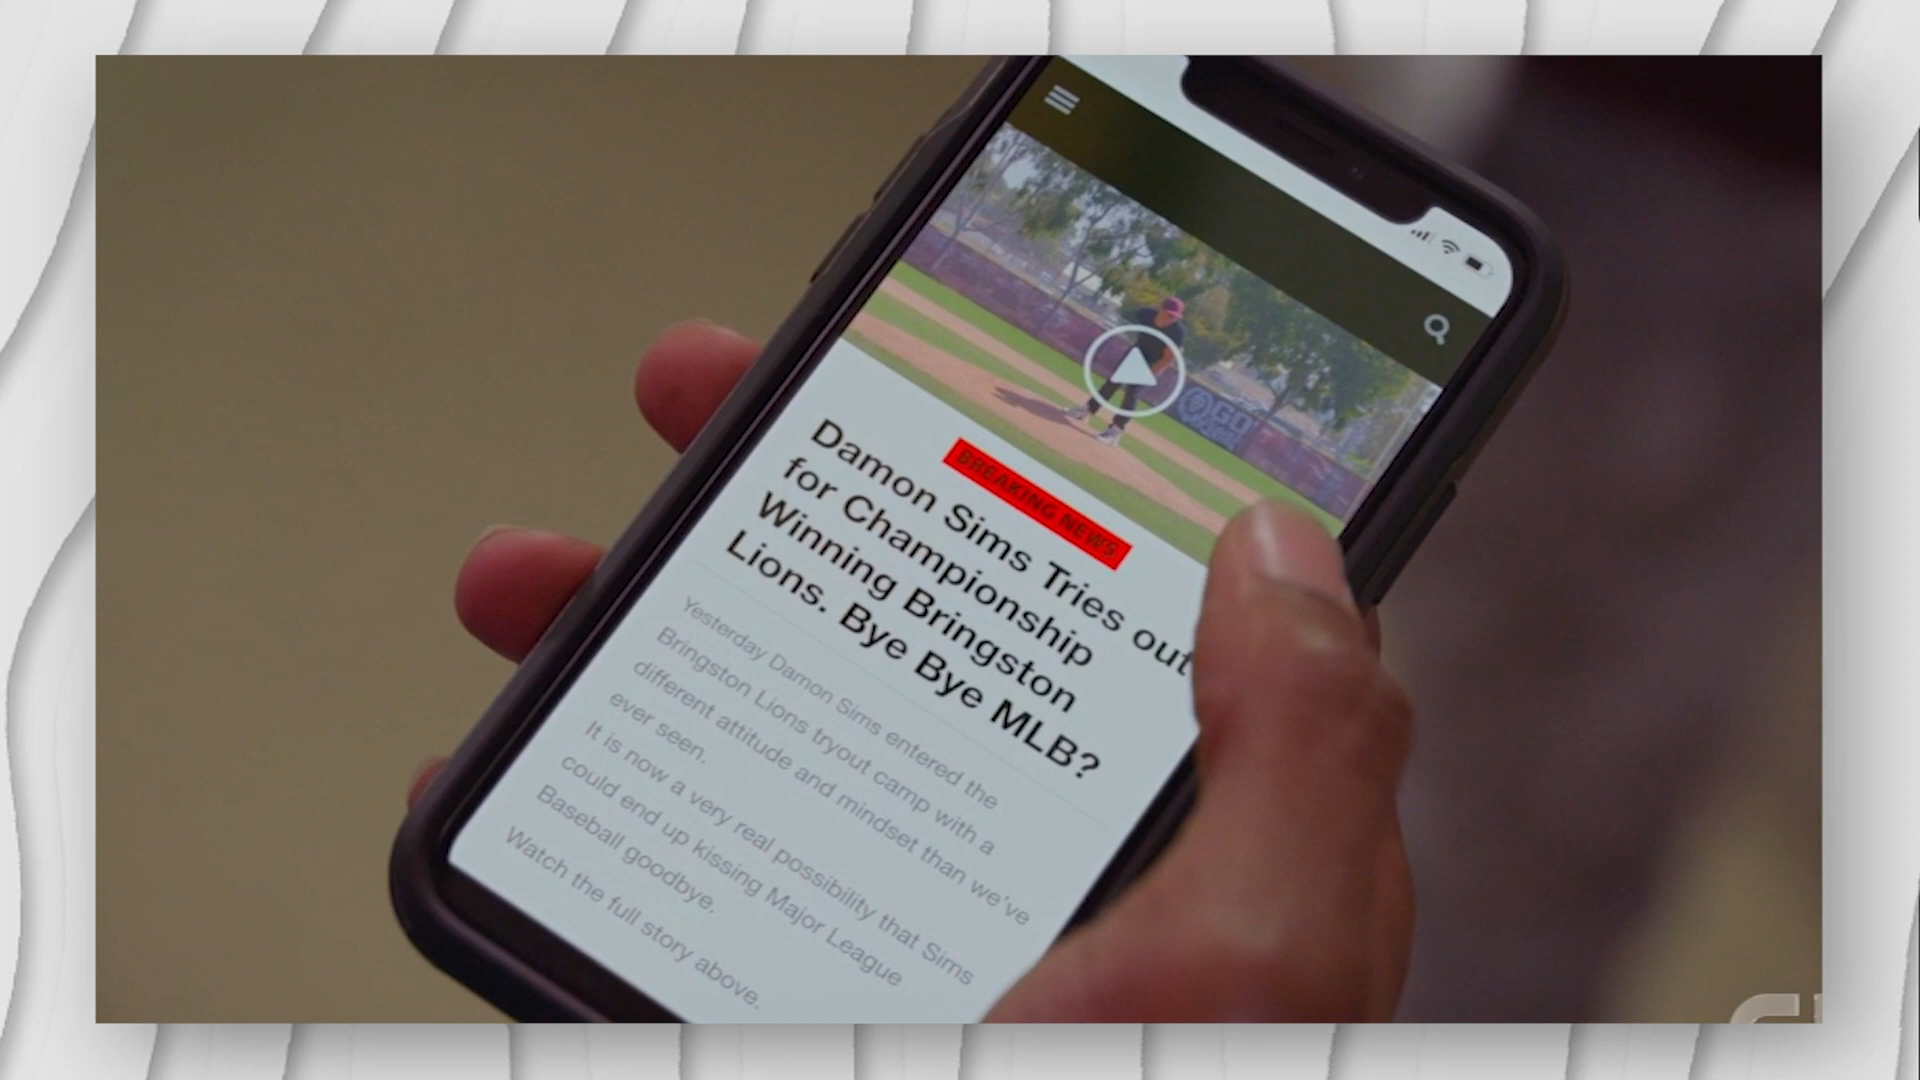 GO
BREAKING NEWS
Damon Sims Tries out
for Championship
Winning Bringston
Lions. Bye Bye MLB?
Yesterday Damon Sims entered the
Bringston Lions tryout camp with a
different attitude and mindset than we've
ever seen.
It is now a very real possibility that Sims
could end up kissing Major League
Baseball goodbye.
Watch the full story above.